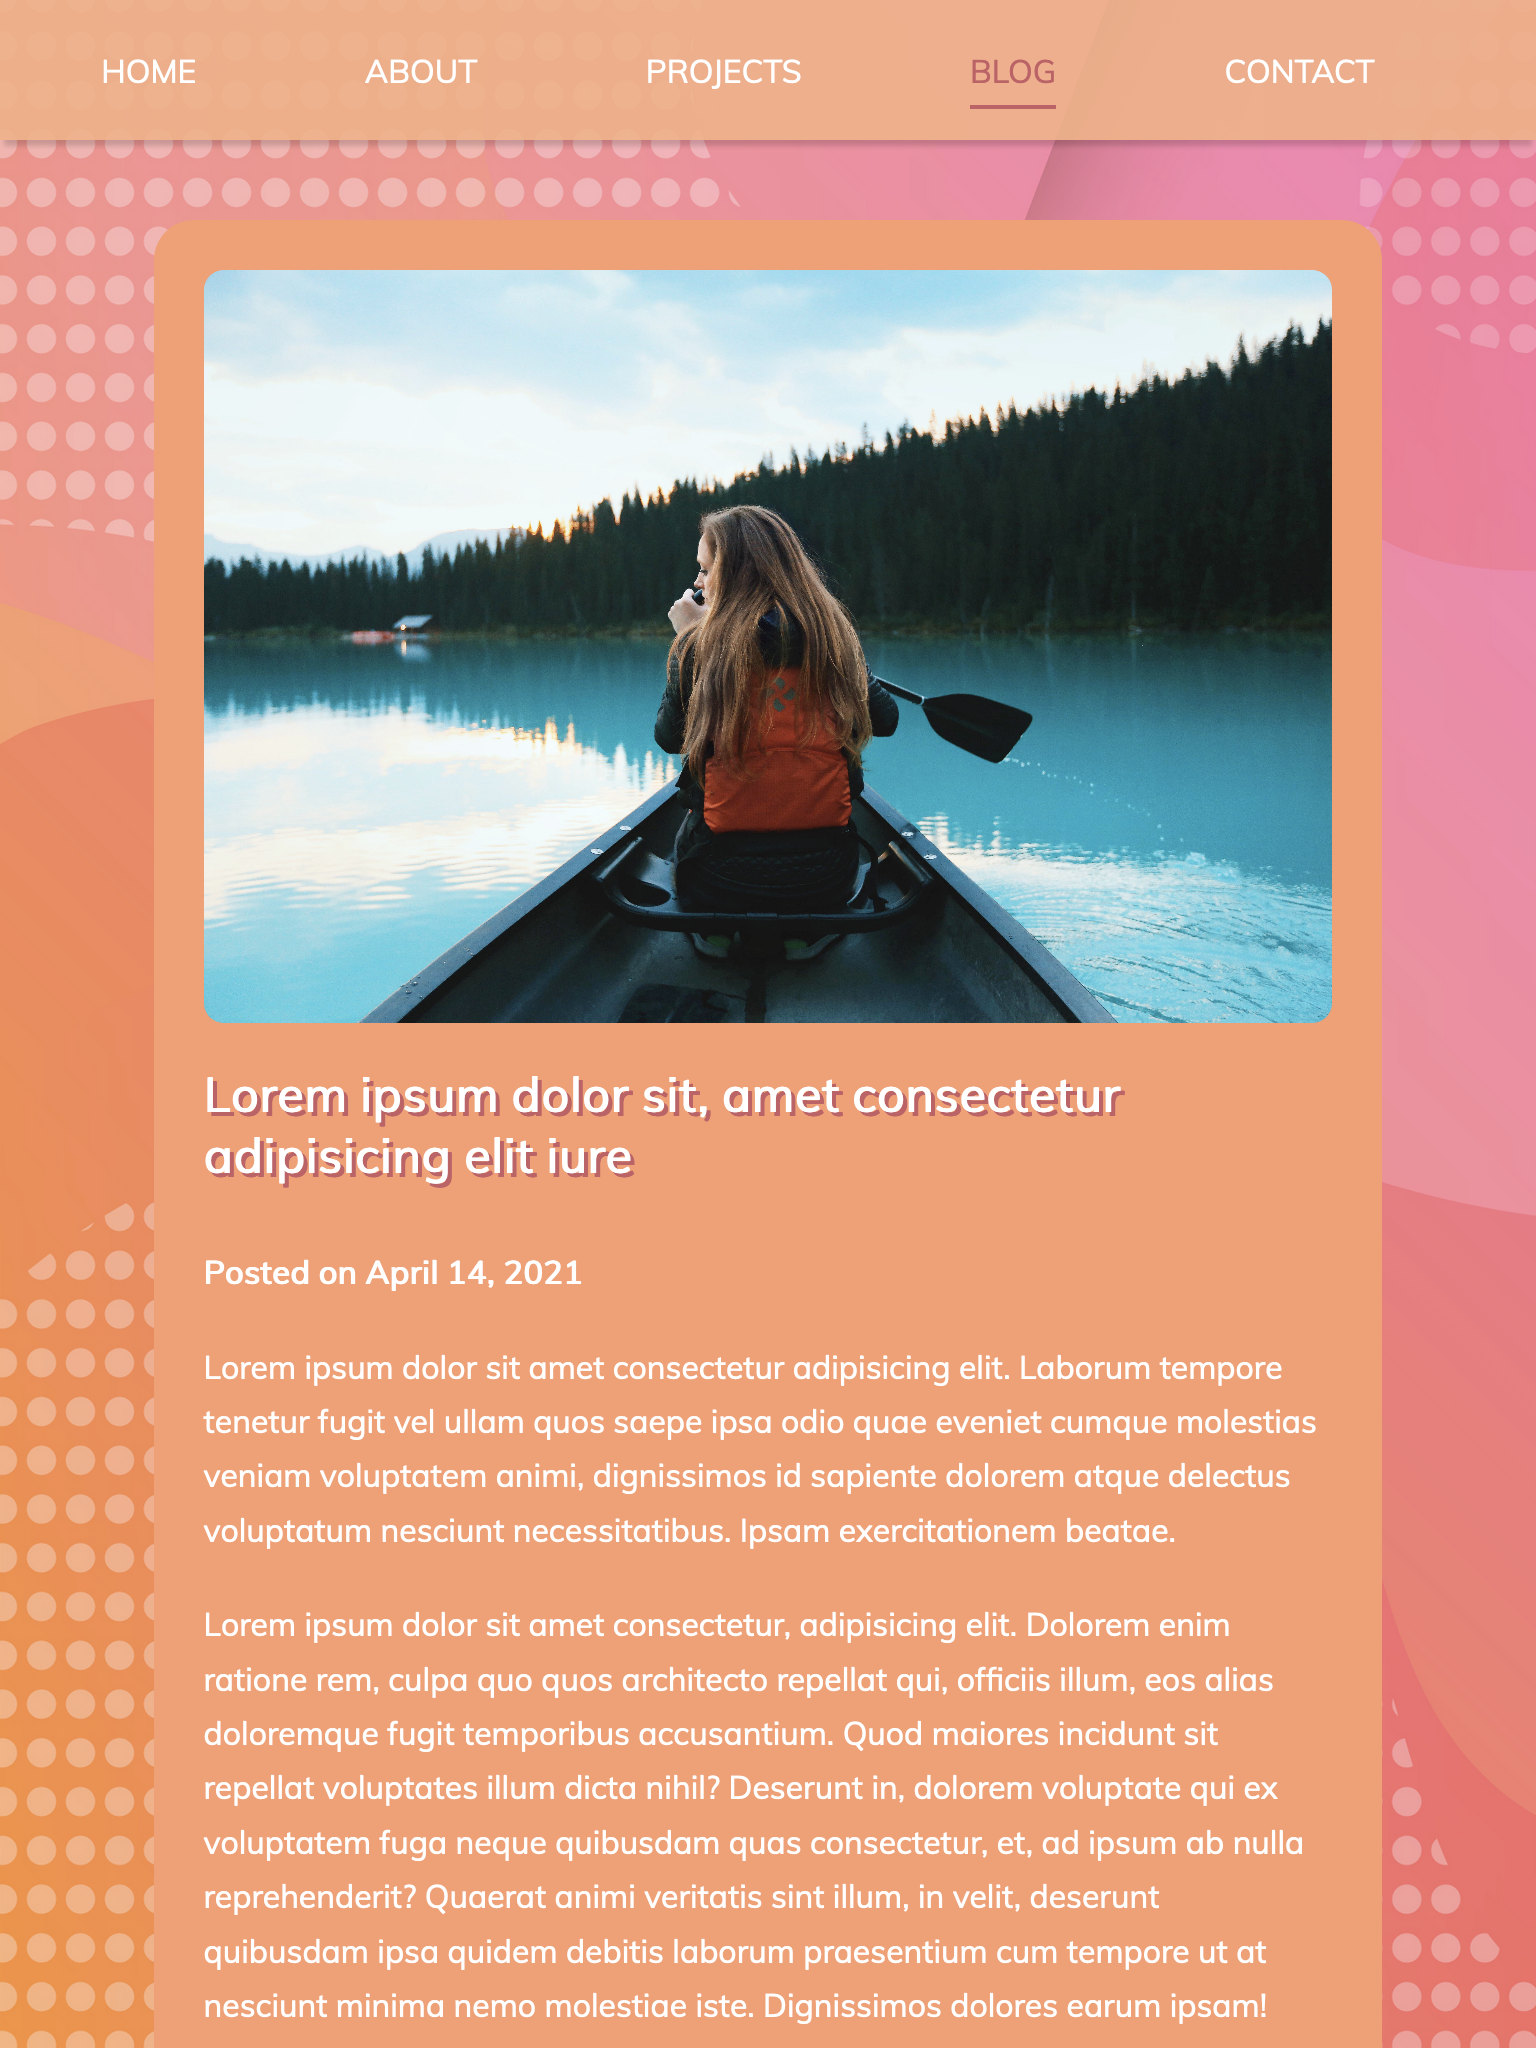 HOME ABOUT PROJECTS BLOG CONTACT
Lorem ipsum dolor sit, amet consectetur
adipisicing elit iure
Posted on April 14, 2021
Lorem ipsum dolor sit amet consectetur adipisicing elit. Laborum tempore
tenetur fugit vel ullam quos saepe ipsa odio quae eveniet cumque molestias
veniam voluptatem animi, dignissimos id sapiente dolorem atque delectus
voluptatum nesciunt necessitatibus. Ipsam exercitationem beatae.
Lorem ipsum dolor sit amet consectetur, adipisicing elit. Dolorem enim
ratione rem, culpa quo quos architecto repellat qui, officiis illum, eos alias
doloremque fugit temporibus accusantium. Quod maiores incidunt sit
repellat voluptates illum dicta nihil? Deserunt in, dolorem voluptate qui ex
voluptatem fuga neque quibusdam quas consectetur, et, ad ipsum ab nulla
reprehenderit? Quaerat animi veritatis sint illum, in velit, deserunt
quibusdam ipsa quidem debitis laborum praesentium cum tempore ut at
nesciunt minima nemo molestiae iste. Dignissimos dolores earum ipsam!